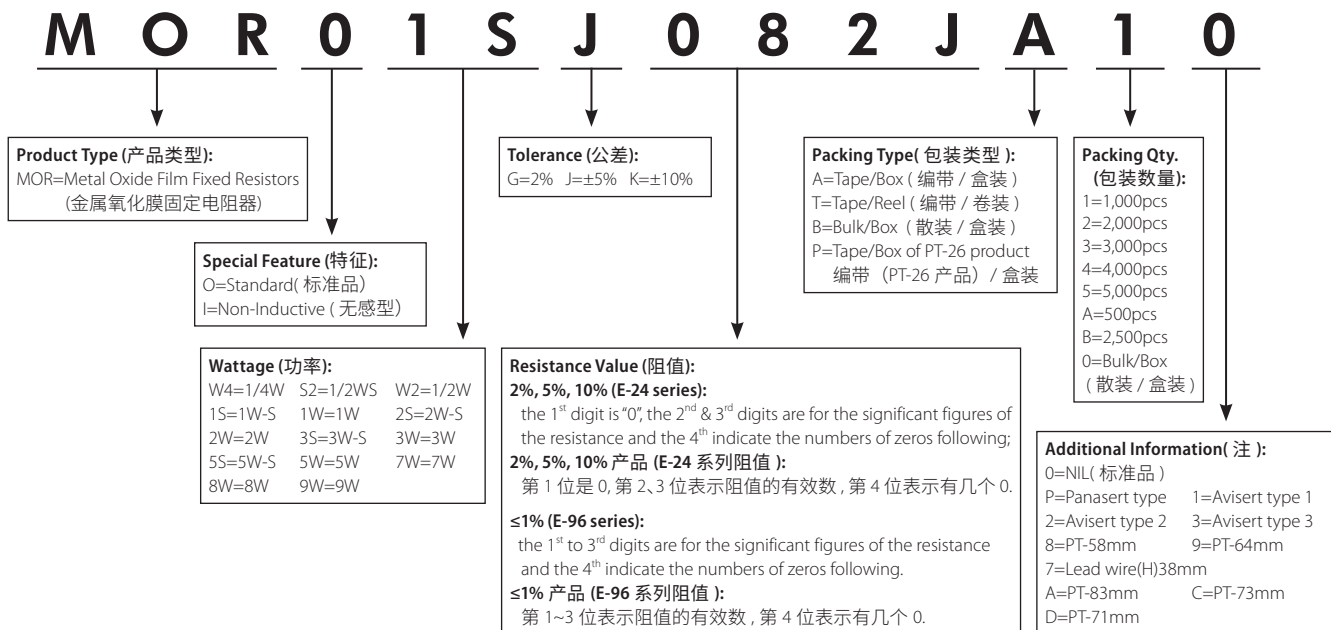 MOR01SJ082JA10
Product Type (产品类型):
MOR=Metal Oxide Film Fixed Resistors
(金属氧化膜固定电阻器)
Special Feature (特征):
O=Standard( 标准品）
I=Non-Inductive ( 无感型）
Wattage (功率):
W4=1/4W S2=1/2WS W2=1/2W
1S=1W-S 1W=1W 2S=2W-S
2W=2W 3S=3W-S 3W=3W
5S=5W-S 5W=5W 7W=7W
8W=8W 9W=9W
Tolerance (公差):
G=2% J=±5% K=±10%
Resistance Value (阻值):
2%, 5%, 10% (E-24 series):
the 1st digit is “0”, the 2nd & 3rd digits are for the significant figures of
the resistance and the 4th indicate the numbers of zeros following;
2%, 5%, 10% 产品 (E-24 系列阻值 ):
第 1 位是 0, 第 2、3 位表示阻值的有效数 , 第 4 位表示有几个 0.
≤1% (E-96 series):
the 1st to 3rd digits are for the significant figures of the resistance
and the 4th indicate the numbers of zeros following.
≤1% 产品 (E-96 系列阻值 ):
第 1~3 位表示阻值的有效数 , 第 4 位表示有几个 0.
Packing Type( 包装类型 ):
A=Tape/Box ( 编带 / 盒装 )
T=Tape/Reel ( 编带 / 卷装 )
B=Bulk/Box （散装 / 盒装 )
P=Tape/Box of PT-26 product
编带（PT-26 产品）/ 盒装
Packing Qty.
(包装数量):
1=1,000pcs
2=2,000pcs
3=3,000pcs
4=4,000pcs
5=5,000pcs
A=500pcs
B=2,500pcs
0=Bulk/Box
( 散装 / 盒装 )
Additional Information( 注 ):
0=NIL( 标准品 )
P=Panasert type 1=Avisert type 1
2=Avisert type 2 3=Avisert type 3
8=PT-58mm 9=PT-64mm
7=Lead wire(H)38mm
A=PT-83mm C=PT-73mm
D=PT-71mm